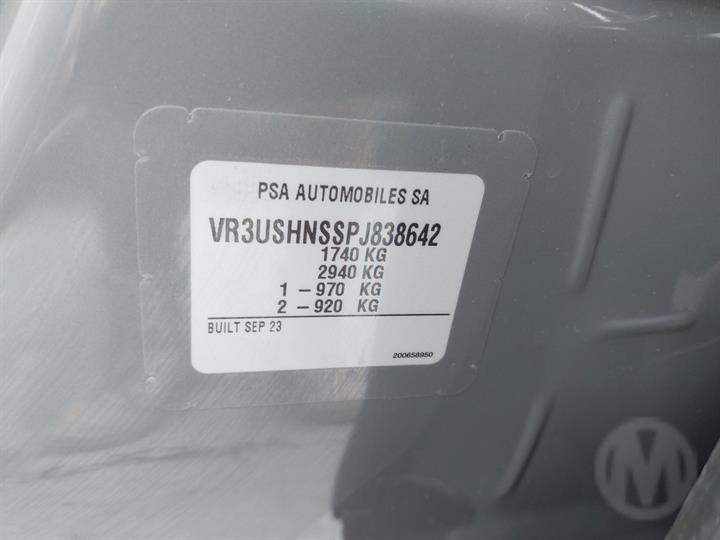 PSA AUTOMOBILES SA
VR3USHNSSPJ838642
1740 KG
2940 KG
1 – 970 KG
2 – 920 KG
BUILT SEP 23
200658950
M